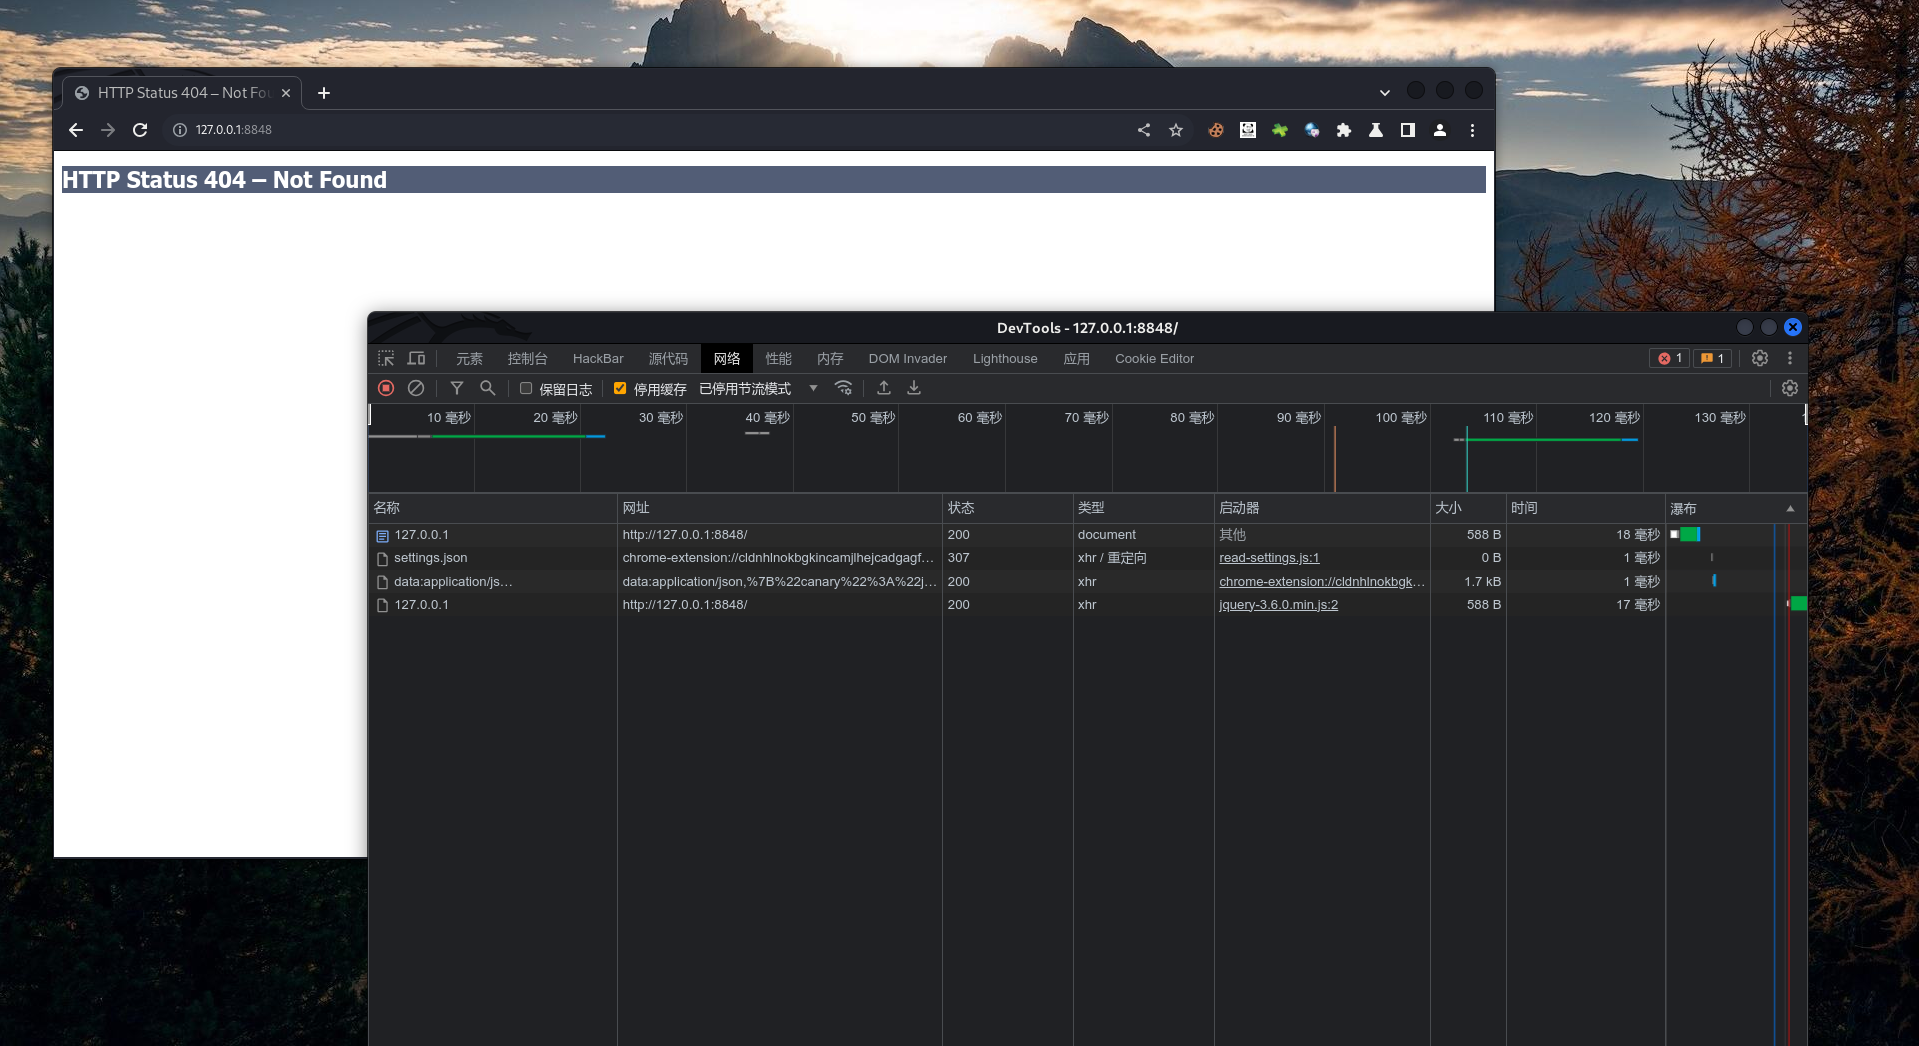 HTTP Status 404 – Not Fou
127.0.0.1:8848
HTTP Status 404 – Not Found
DevTools - 127.0.0.1:8848/
元素 控制台 HackBar 源代码 网络 性能 内存 DOM Invader Lighthouse 应用 Cookie Editor 1 1
保留日志 停用缓存 已停用节流模式
10 毫秒 20 毫秒 30 毫秒 40 毫秒 50 毫秒 60 毫秒 70 毫秒 80 毫秒 90 毫秒 100 毫秒 110 毫秒 120 毫秒 130 毫秒 1
名称 网址 状态 类型 启动器 大小 时间 瀑布
127.0.0.1 http://127.0.0.1:8848/ 200 document 其他 588 B 18 毫秒
settings.json chrome-extension://cldnhlnokbgkincamjlhejcadgagf… 307 xhr / 重定向 read-settings.js:1 0 B 1 毫秒
data:application/js… data:application/json,%7B%22canary%22%3A%22j… 200 xhr chrome-extension://cldnhlnokbgk… 1.7 kB 1 毫秒
127.0.0.1 http://127.0.0.1:8848/ 200 xhr jquery-3.6.0.min.js:2 588 B 17 毫秒